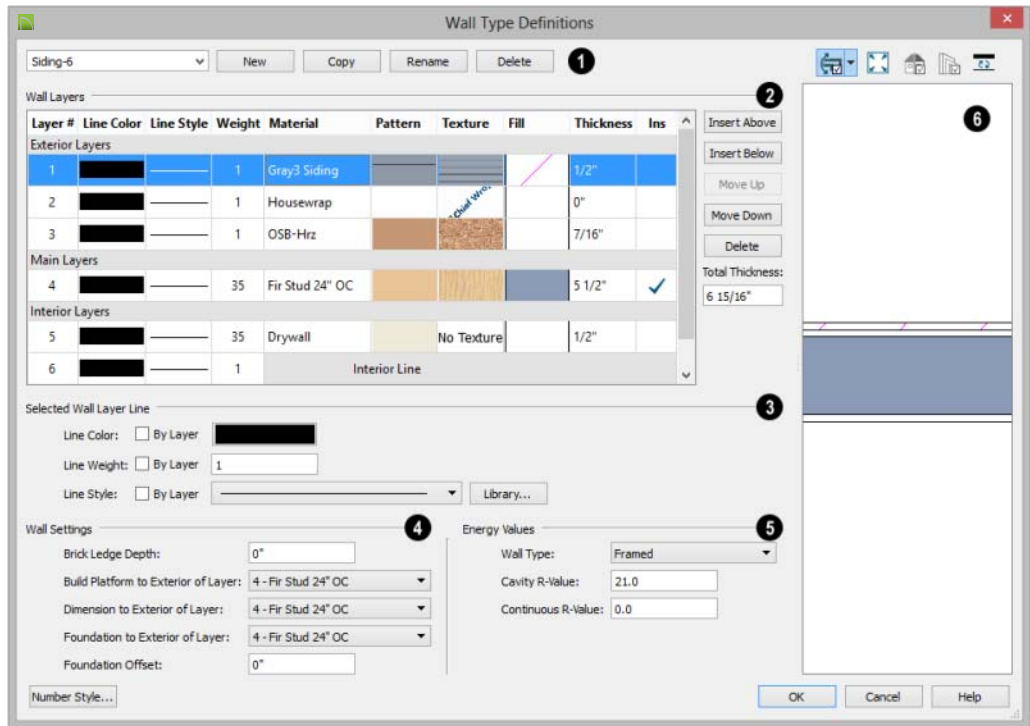 Wall Type Definitions
Siding-6 New Copy Rename Delete 1
Wall Layers 2
Layer # Line Color Line Style Weight Material Pattern Texture Fill Thickness Ins
Exterior Layers
1 1 Gray3 Siding 1/2"
2 1 Housewrap Chief Wra 0"
3 1 OSB-Hrz 7/16"
Main Layers
4 35 Fir Stud 24" OC 5 1/2"
Interior Layers
5 35 Drywall No Texture 1/2"
6 1 Interior Line
Insert Above
Insert Below
Move Up
Move Down
Delete
Total Thickness:
6 15/16"
6
Selected Wall Layer Line 3
Line Color: By Layer
Line Weight: By Layer 1
Line Style: By Layer Library...
Wall Settings 4
Brick Ledge Depth: 0"
Build Platform to Exterior of Layer: 4 - Fir Stud 24" OC
Dimension to Exterior of Layer: 4 - Fir Stud 24" OC
Foundation to Exterior of Layer: 4 - Fir Stud 24" OC
Foundation Offset: 0"
Energy Values 5
Wall Type: Framed
Cavity R-Value: 21.0
Continuous R-Value: 0.0
Number Style... OK Cancel Help